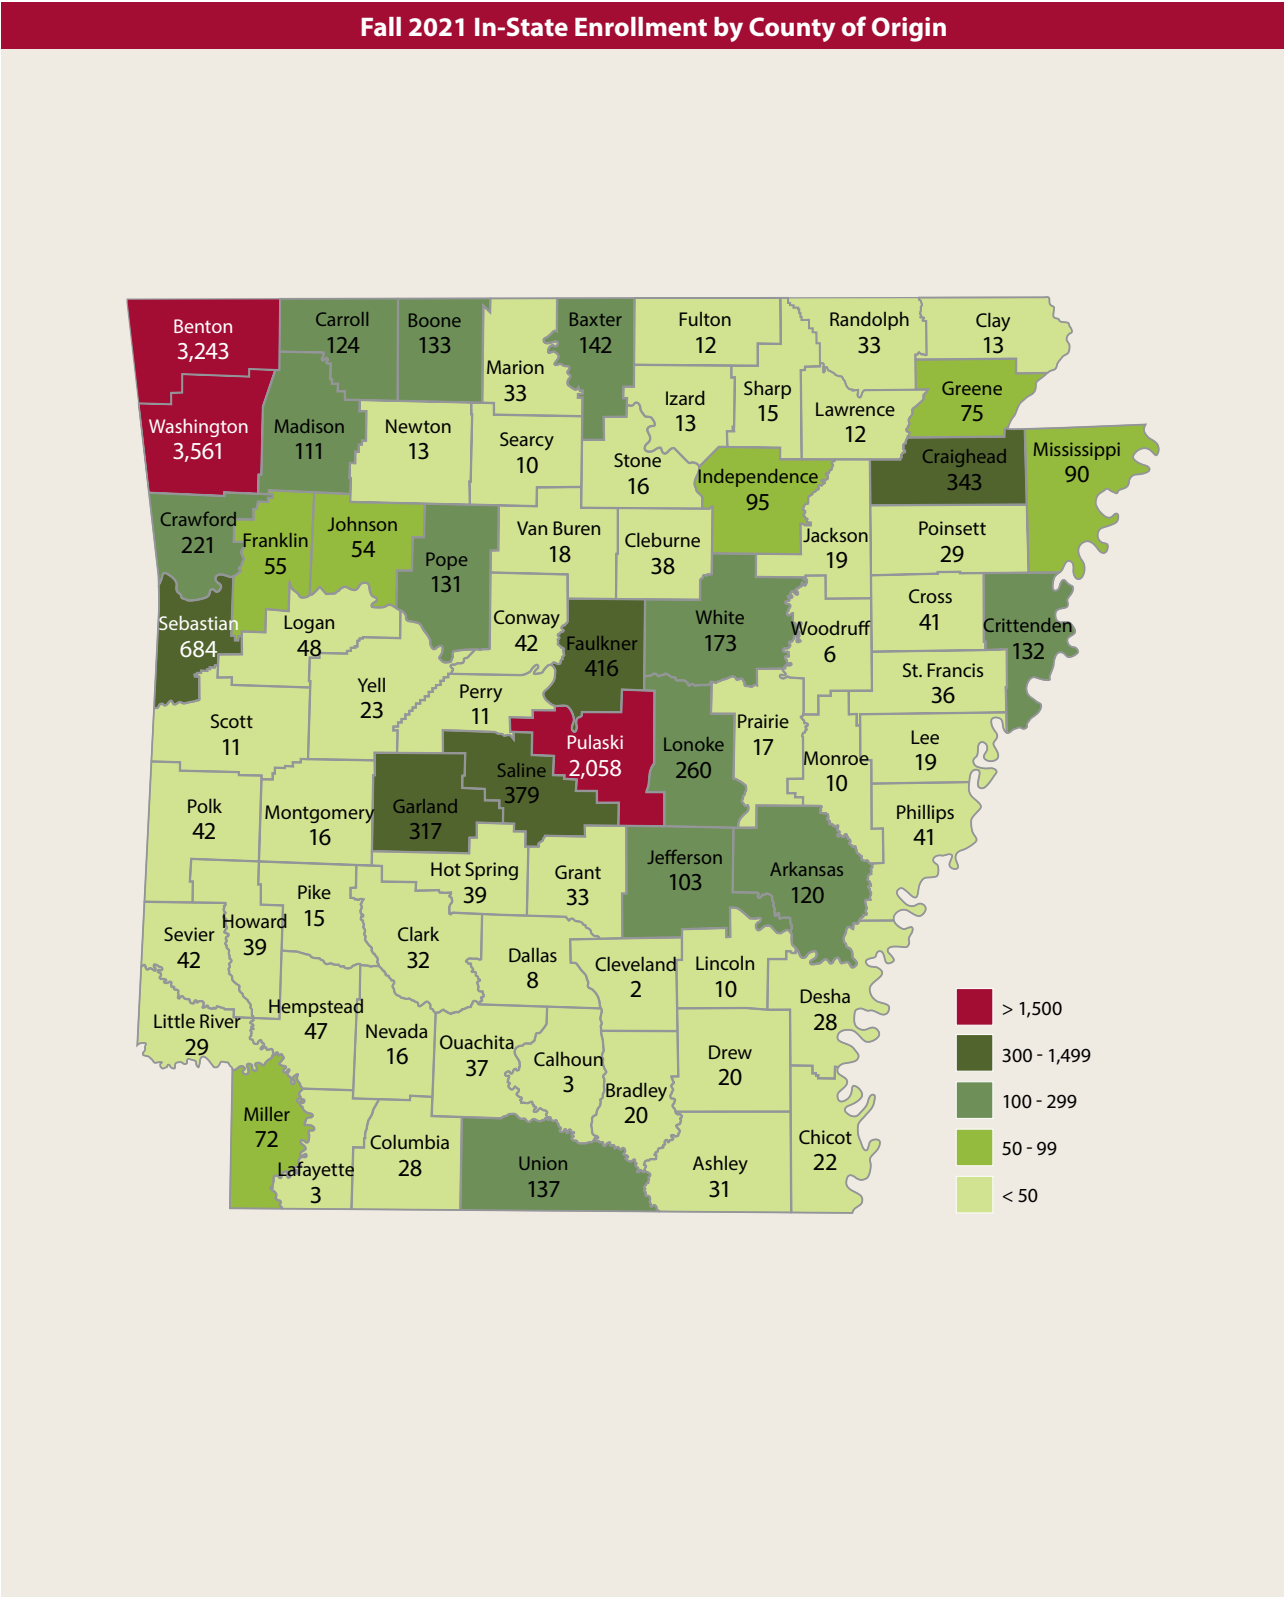 Fall 2021 In-State Enrollment by County of Origin
Benton
3,243
Carroll
124
Boone
133
Marion
33
Baxter
142
Fulton
12
Randolph
33
Clay
13
Washington
3,561
Madison
111
Newton
13
Searcy
10
Stone
16
Izard
13
Sharp
15
Lawrence
12
Greene
75
Craighead
343
Mississippi
90
Independence
95
Crawford
221
Franklin
55
Johnson
54
Pope
131
Van Buren
18
Cleburne
38
Jackson
19
Poinsett
29
Sebastian
684
Logan
48
Conway
42
Faulkner
416
White
173
Woodruff
6
Cross
41
Crittenden
132
St. Francis
36
Scott
11
Yell
23
Perry
11
Pulaski
2,058
Lonoke
260
Prairie
17
Monroe
10
Lee
19
Saline
379
Garland
317
Polk
42
Montgomery
16
Phillips
41
Hot Spring
39
Grant
33
Jefferson
103
Arkansas
120
Pike
15
Howard
39
Sevier
42
Clark
32
Dallas
8
Cleveland
2
Lincoln
10
Desha
28
Little River
29
Hempstead
47
Nevada
16
Ouachita
37
Calhoun
3
Bradley
20
Drew
20
Miller
72
Lafayette
3
Columbia
28
Union
137
Ashley
31
Chicot
22
> 1,500
300 - 1,499
100 - 299
50 - 99
< 50